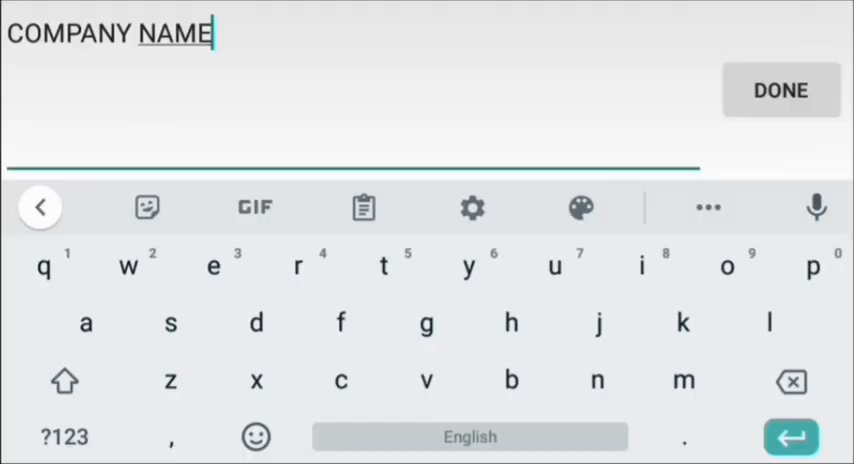 COMPANY NAME
DONE
GIF
q 1 w 2 e 3 r 4 t 5 y 6 u 7 i 8 o 9 p 0
a s d f g h j k l
z x c v b n m
?123 , English .